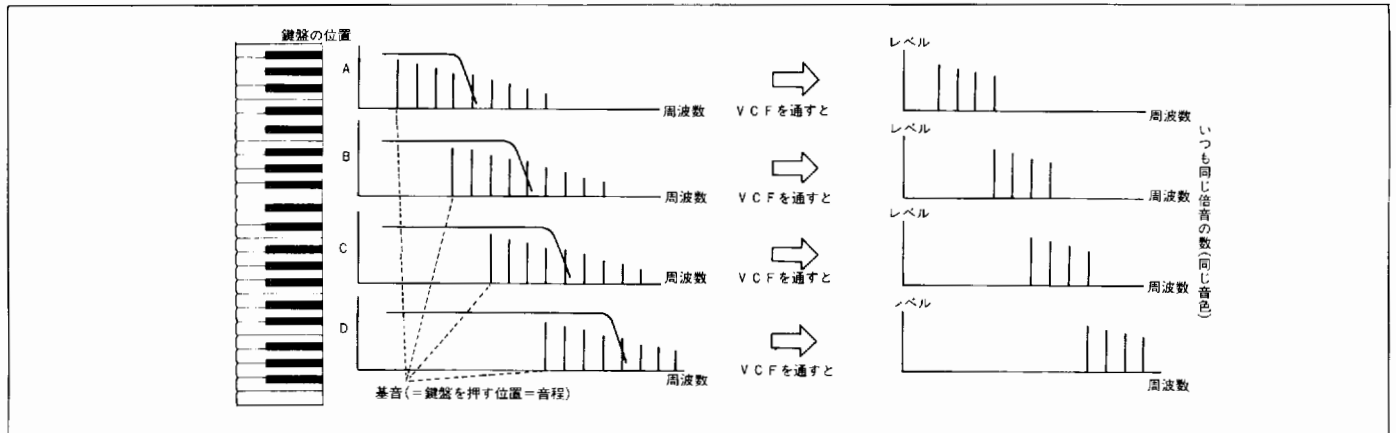 鍵盤の位置
A
周波数
VCFを通すと
レベル
周波数
B
周波数
VCFを通すと
レベル
周波数
C
周波数
VCFを通すと
レベル
周波数
D
周波数
VCFを通すと
レベル
周波数
基音(=鍵盤を押す位置=音程)
いつも同じ倍音の数(同じ音色)